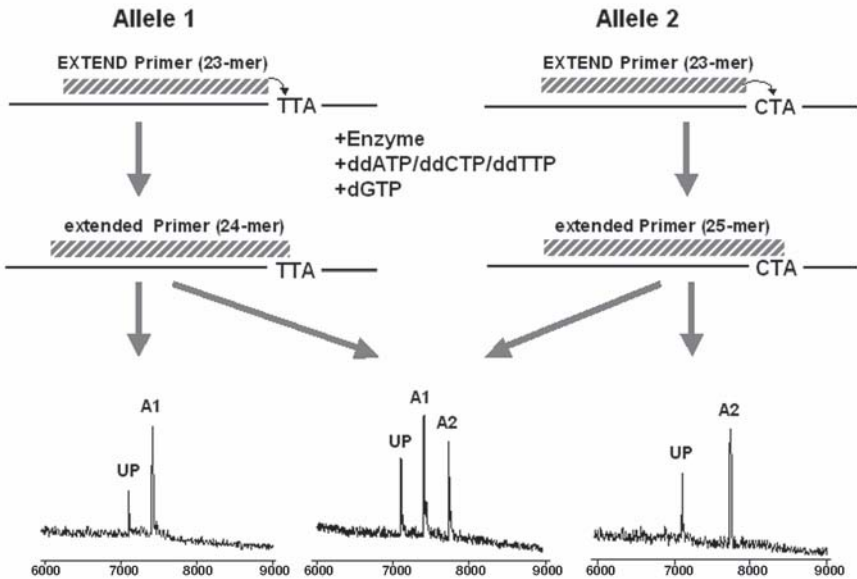 Allele 1
Allele 2
EXTEND Primer (23-mer)
EXTEND Primer (23-mer)
TTA
CTA
+Enzyme
+ddATP/ddCTP/ddTTP
+dGTP
extended Primer (24-mer)
extended Primer (25-mer)
TTA
CTA
A1
UP
6000 7000 8000 9000
A1
A2
UP
6000 7000 8000 9000
A2
UP
6000 7000 8000 9000